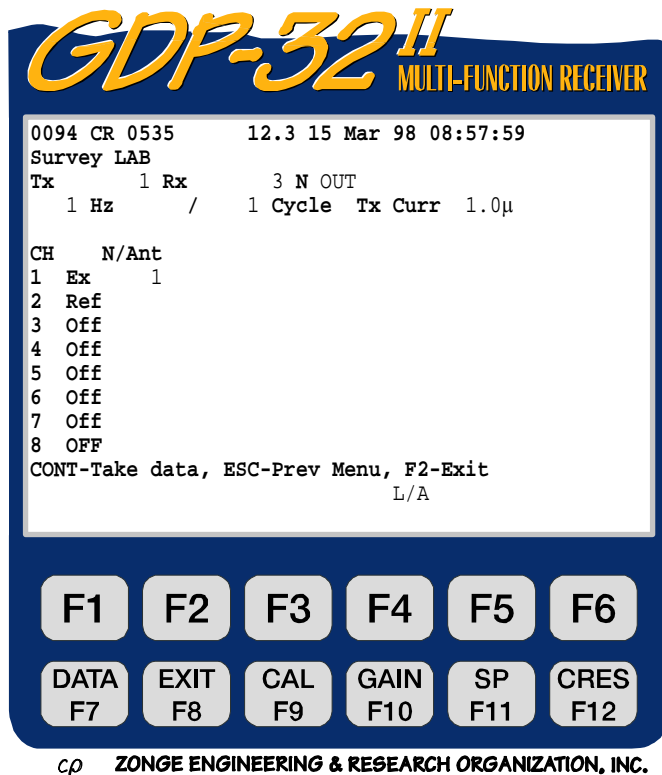 GDP-32 II
MULTI-FUNCTION RECEIVER
0094 CR 0535 12.3 15 Mar 98 08:57:59
Survey LAB
Tx 1 Rx 3 N OUT
1 Hz / 1 Cycle Tx Curr 1.0µ
CH N/Ant
1 Ex 1
2 Ref
3 Off
4 Off
5 Off
6 Off
7 Off
8 OFF
CONT-Take data, ESC-Prev Menu, F2-Exit
L/A
F1 F2 F3 F4 F5 F6
DATA EXIT CAL GAIN SP CRES
F7 F8 F9 F10 F11 F12
cρ ZONGE ENGINEERING & RESEARCH ORGANIZATION, INC.